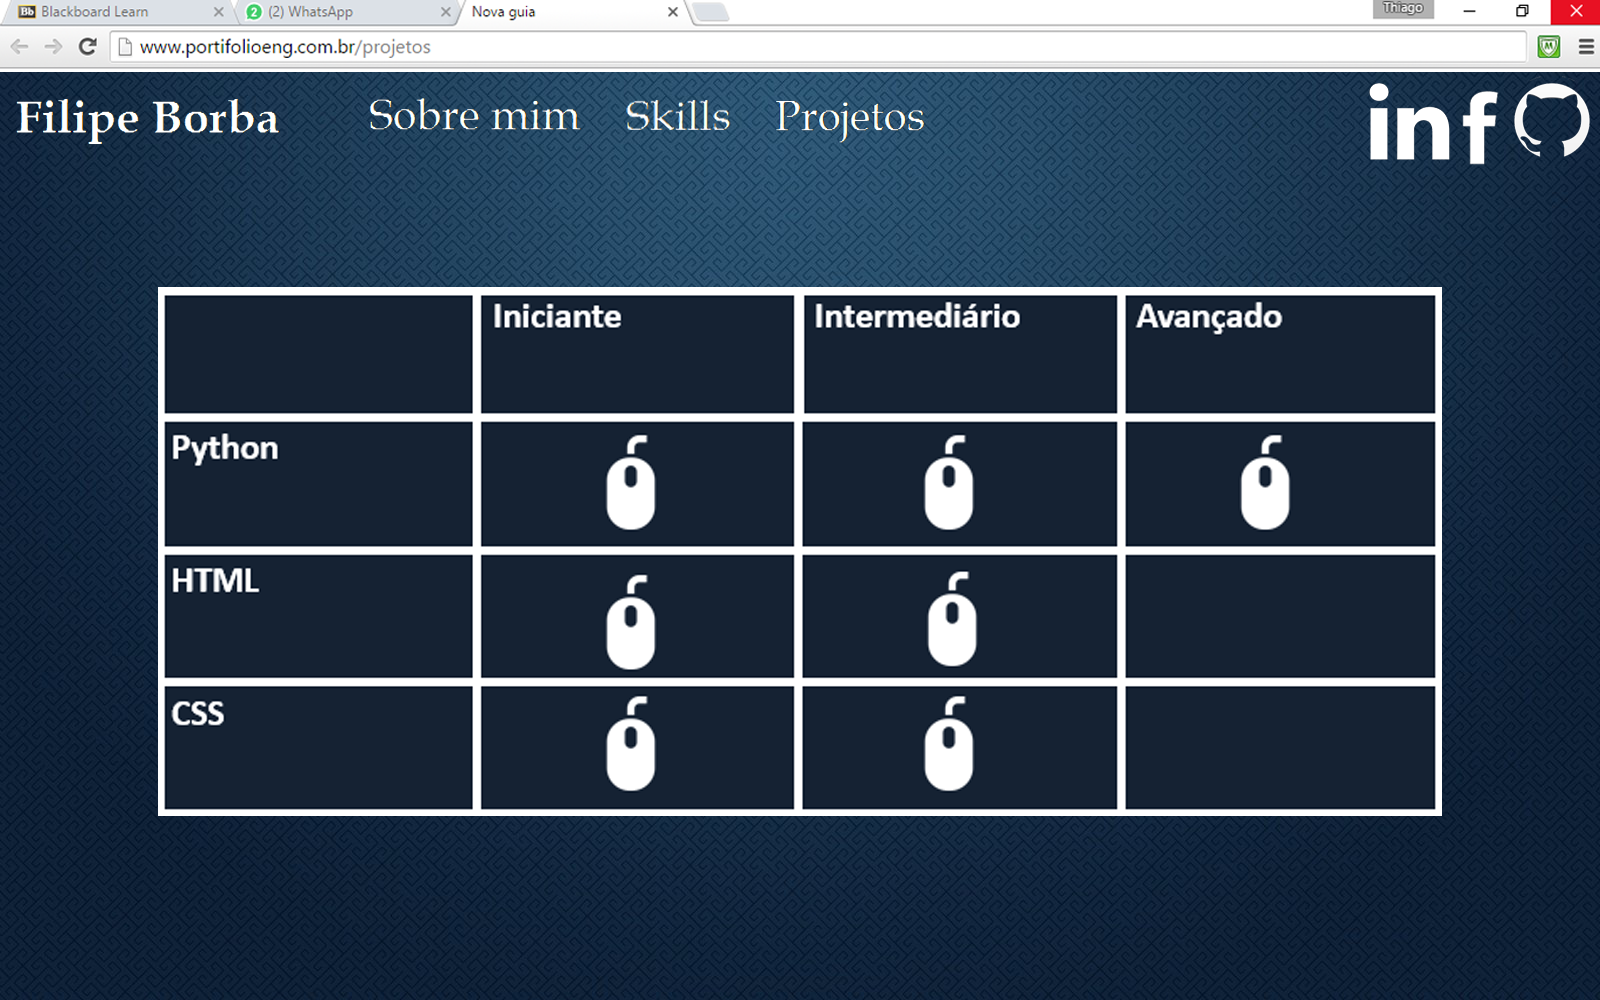 Blackboard Learn
2 (2) WhatsApp
Nova guia
Thiago
www.portifolioeng.com.br/projetos
Filipe Borba
Sobre mim
Skills
Projetos
in f
Iniciante
Intermediário
Avançado
Python
HTML
CSS